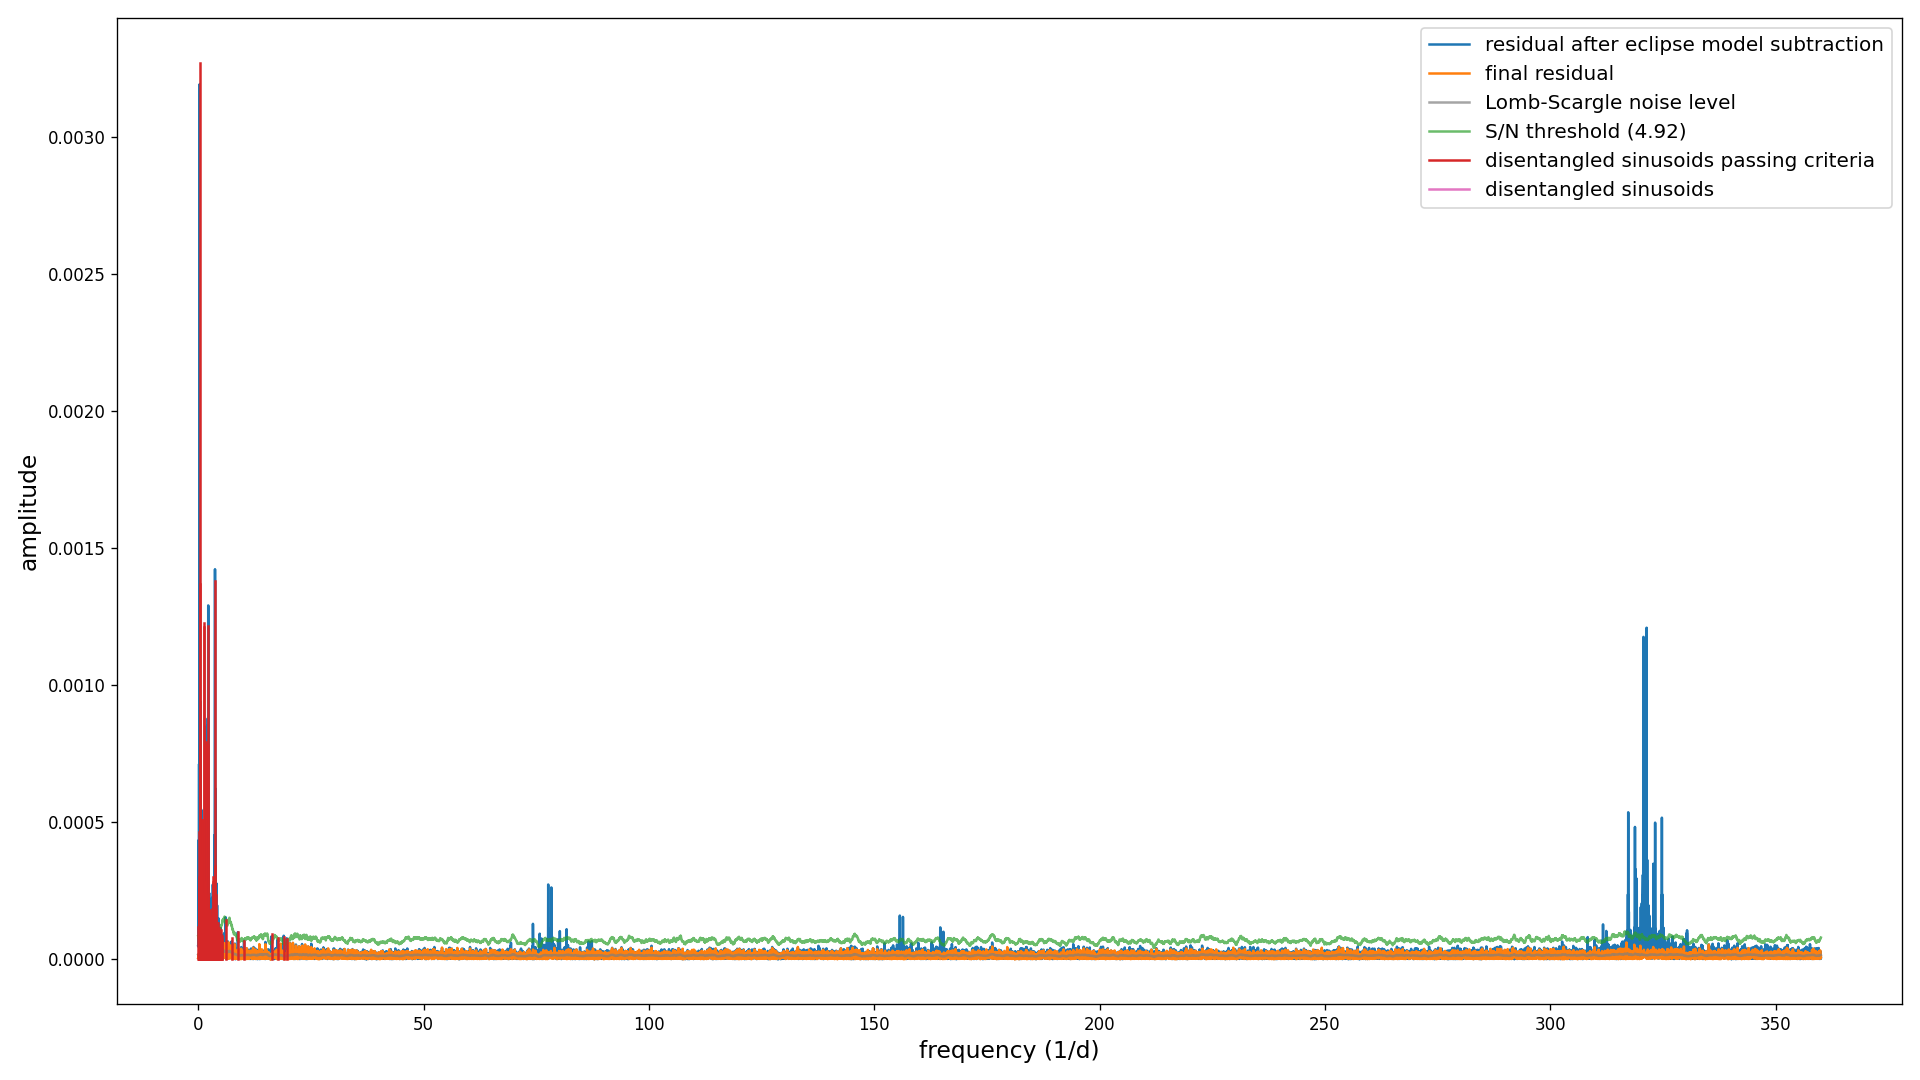 residual after eclipse model subtraction
final residual
Lomb-Scargle noise level
S/N threshold (4.92)
disentangled sinusoids passing criteria
disentangled sinusoids
amplitude
0.0030
0.0025
0.0020
0.0015
0.0010
0.0005
0.0000
0 50 100 150 200 250 300 350
frequency (1/d)